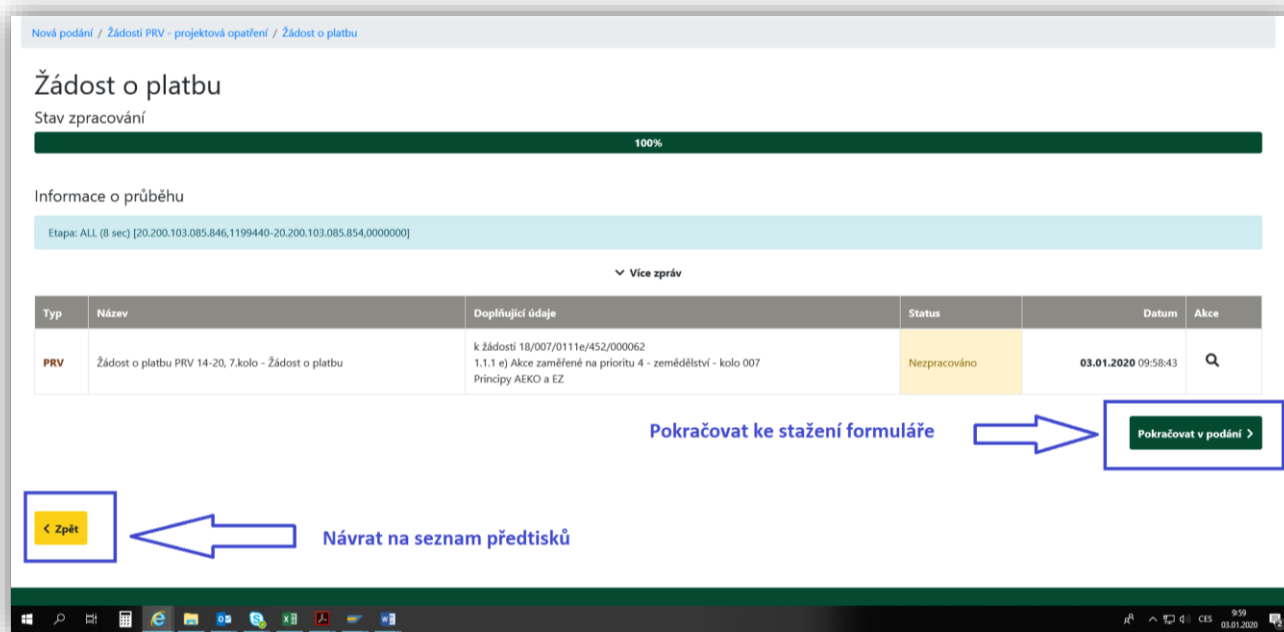 Nová podání / Žádosti PRV - projektová opatření / Žádost o platbu
Žádost o platbu
Stav zpracování
100%
Informace o průběhu
Etapa: ALL (8 sec) [20.200.103.085.846,1199440-20.200.103.085.854,0000000]
Více zpráv
Typ Název Doplňující údaje Status Datum Akce
k žádosti 18/007/0111e/452/000062
PRV Žádost o platbu PRV 14-20, 7.kolo - Žádost o platbu 1.1.1 e) Akce zaměřené na prioritu 4 - zemědělství - kolo 007 Nezpracováno 03.01.2020 09:58:43
Principy AEKO a EZ
Pokračovat ke stažení formuláře Pokračovat v podání
Zpět Návrat na seznam předtisků
CES 9:59
03.01.2020